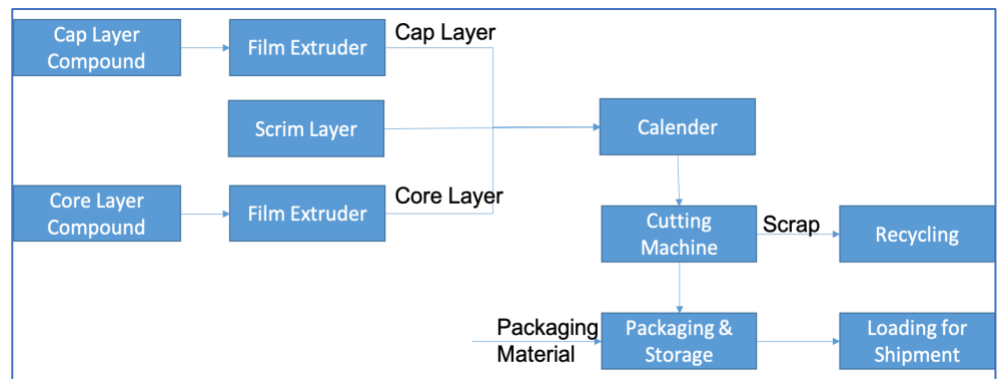 Cap Layer
Compound
Film Extruder
Cap Layer
Scrim Layer
Calender
Core Layer
Compound
Film Extruder
Core Layer
Cutting
Machine
Scrap
Recycling
Packaging
Material
Packaging &
Storage
Loading for
Shipment